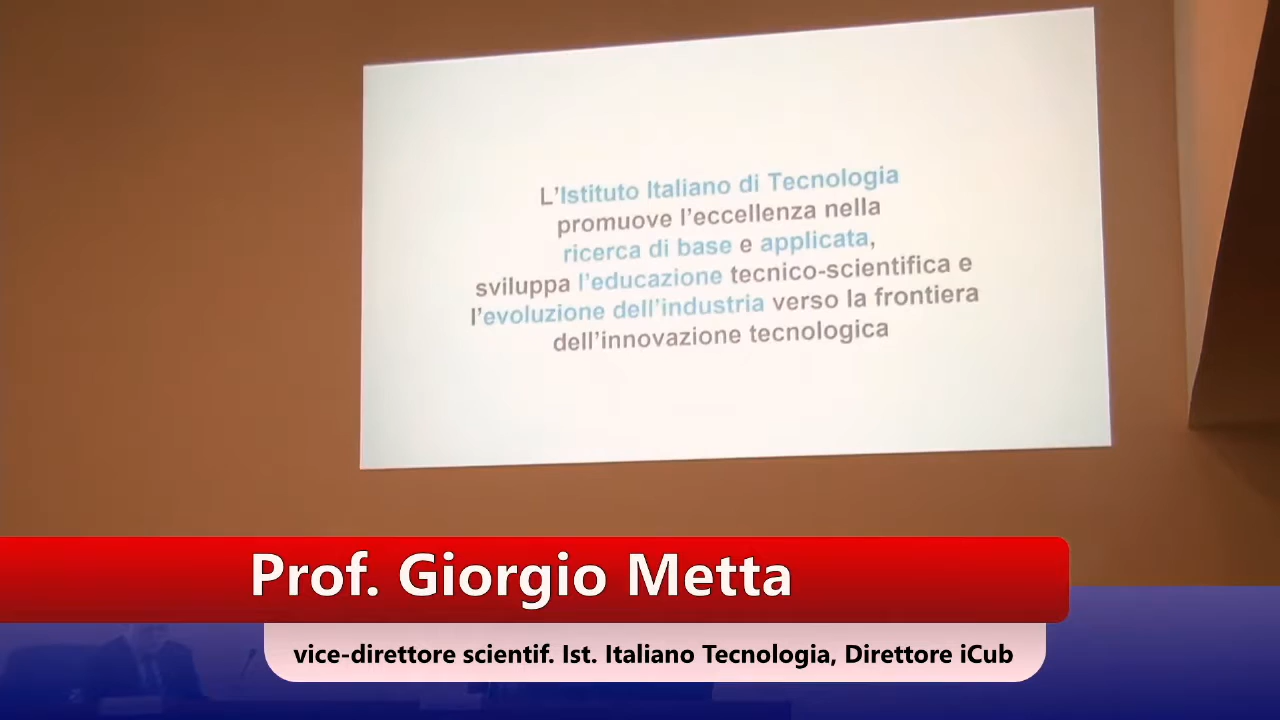 L'Istituto Italiano di Tecnologia
promuove l'eccellenza nella
ricerca di base e applicata,
sviluppa l'educazione tecnico-scientifica e
l'evoluzione dell'industria verso la frontiera
dell'innovazione tecnologica
Prof. Giorgio Metta
vice-direttore scientif. Ist. Italiano Tecnologia, Direttore iCub